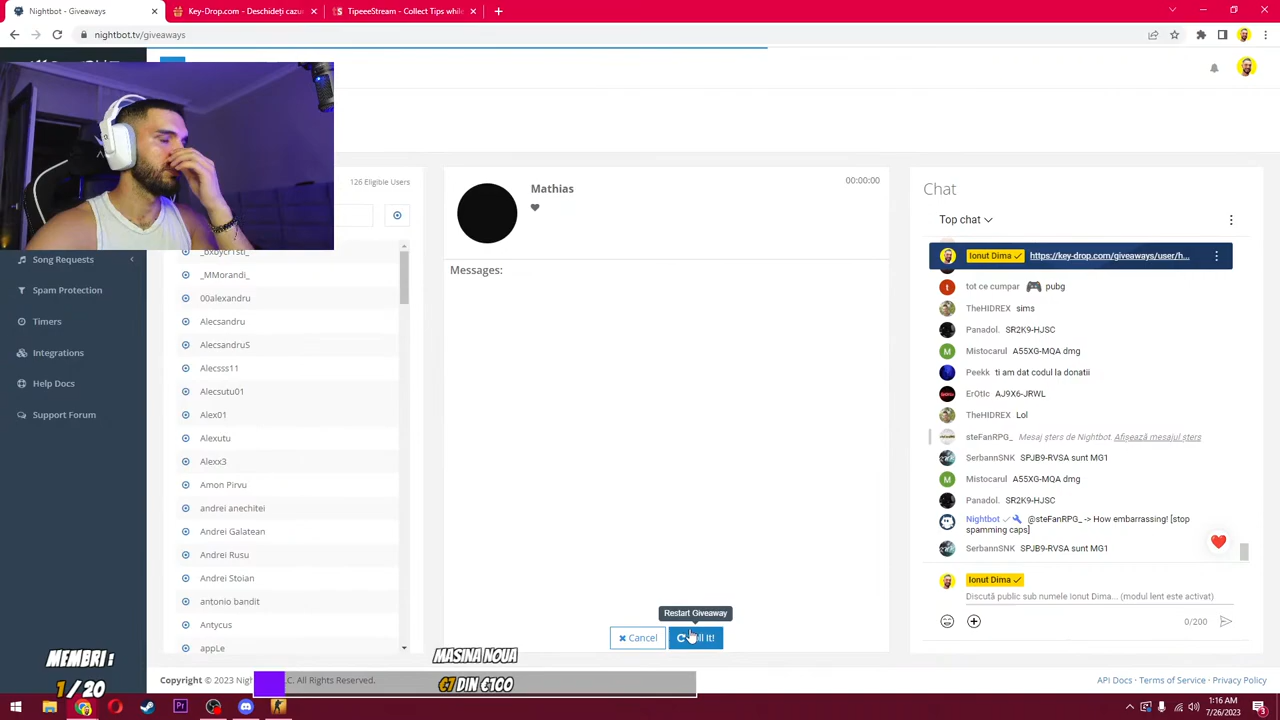 Nightbot - Giveaways
Key-Drop.com - Deschideți cazu
TipeeeStream - Collect Tips while
nightbot.tv/giveaways
126 Eligible Users
Song Requests
Spam Protection
Timers
Integrations
Help Docs
Support Forum
_MMorandi_
00alexandru
Alecsandru
AlecsandruS
Alecsss11
Alecsutu01
Alex01
Alexutu
Alexx3
Amon Pirvu
andrei anechitei
Andrei Galatean
Andrei Rusu
Andrei Stoian
antonio bandit
Antycus
appLe
Mathias
00:00:00
Messages:
Restart Giveaway
Cancel
It!
Chat
Top chat
Ionut Dima https://key-drop.com/giveaways/user/h...
tot ce cumpar pubg
TheHIDREX sims
Panadol. SR2K9-HJSC
Mistocarul A55XG-MQA dmg
Peekk ti am dat codul la donatii
ErOtIc AJ9X6-JRWL
TheHIDREX Lol
steFanRPG_ Mesaj șters de Nightbot. Afișează mesajul șters
SerbannSNK SPJB9-RVSA sunt MG1
Mistocarul A55XG-MQA dmg
Panadol. SR2K9-HJSC
Nightbot @steFanRPG_ -> How embarrassing! [stop
spamming caps]
SerbannSNK SPJB9-RVSA sunt MG1
Ionut Dima
Discută public sub numele Ionut Dima... (modul lent este activat)
0/200
MEMBRI :
1/20
MASINA NOUA
€7 DIN €100
Copyright © 2023 N
C. All Rights Reserved.
API Docs - Terms of Service - Privacy Policy
1:16 AM
7/26/2023
3